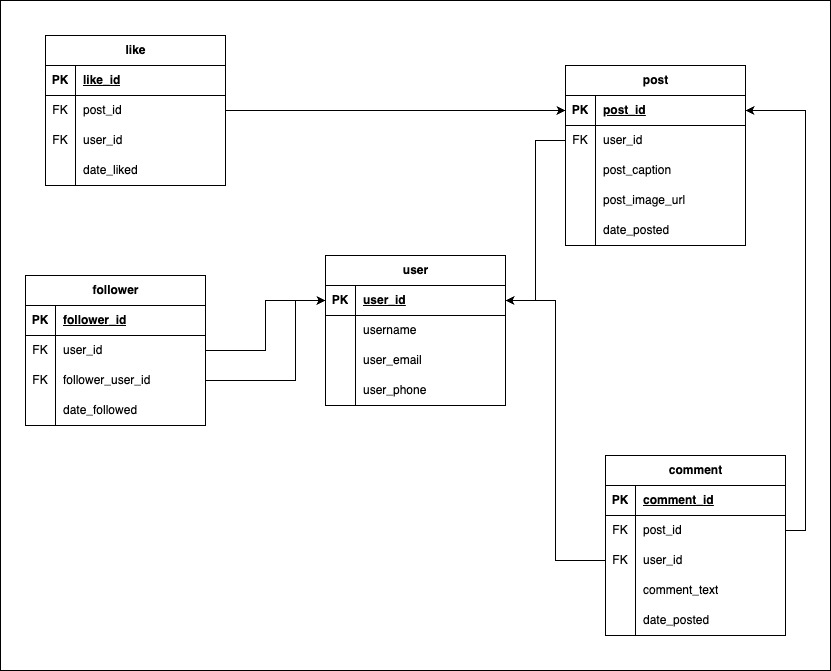 like
PK like_id
FK post_id
FK user_id
date_liked
post
PK post_id
FK user_id
post_caption
post_image_url
date_posted
follower
PK follower_id
FK user_id
FK follower_user_id
date_followed
user
PK user_id
username
user_email
user_phone
comment
PK comment_id
FK post_id
FK user_id
comment_text
date_posted